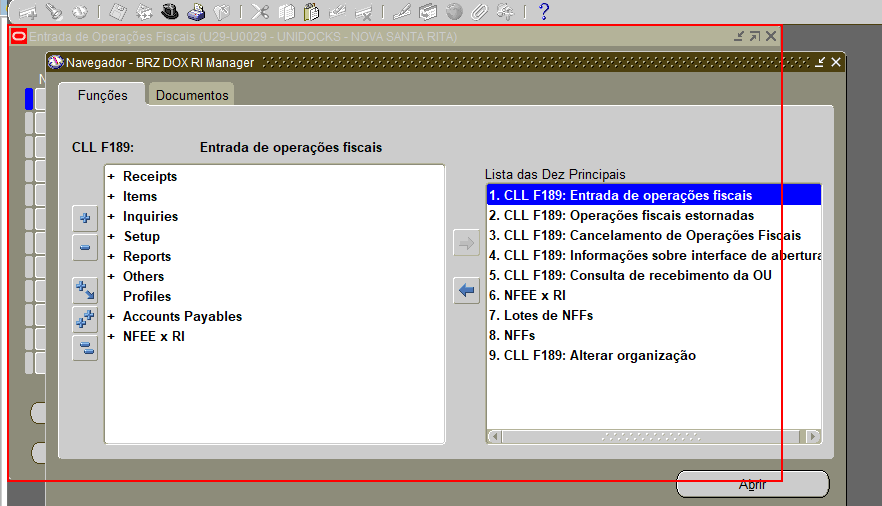 Entrada de Operações Fiscais (U29-U0029 - UNIDOCKS - NOVA SANTA RITA)
Navegador - BRZ DOX RI Manager
Funções
Documentos
CLL F189: Entrada de operações fiscais
+ Receipts
+ Items
+ Inquiries
+ Setup
+ Reports
+ Others
Profiles
+ Accounts Payables
+ NFEE x RI
Lista das Dez Principais
1. CLL F189: Entrada de operações fiscais
2. CLL F189: Operações fiscais estornadas
3. CLL F189: Cancelamento de Operações Fiscais
4. CLL F189: Informações sobre interface de abertura
5. CLL F189: Consulta de recebimento da OU
6. NFEE x RI
7. Lotes de NFFs
8. NFFs
9. CLL F189: Alterar organização
Abrir